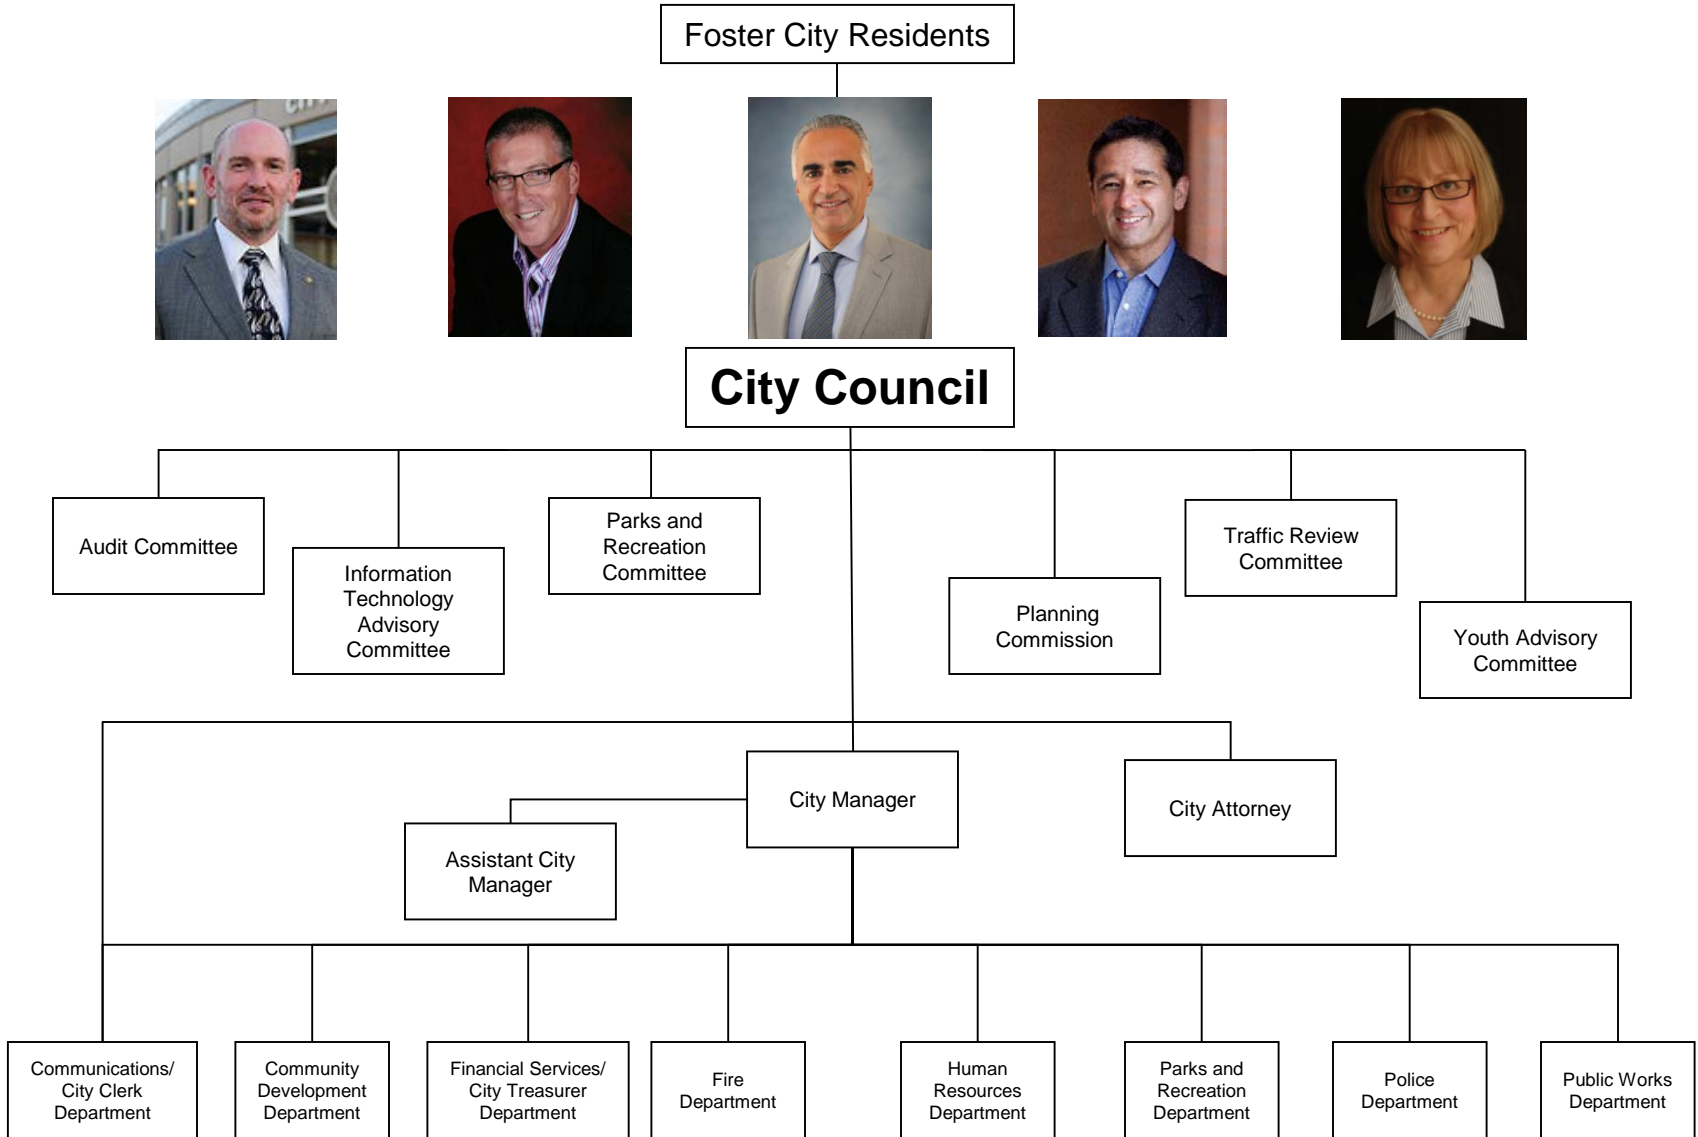 Foster City Residents
City Council
Audit Committee
Information
Technology
Advisory
Committee
Parks and
Recreation
Committee
Planning
Commission
Traffic Review
Committee
Youth Advisory
Committee
City Manager
City Attorney
Assistant City
Manager
Communications/
City Clerk
Department
Community
Development
Department
Financial Services/
City Treasurer
Department
Fire
Department
Human
Resources
Department
Parks and
Recreation
Department
Police
Department
Public Works
Department